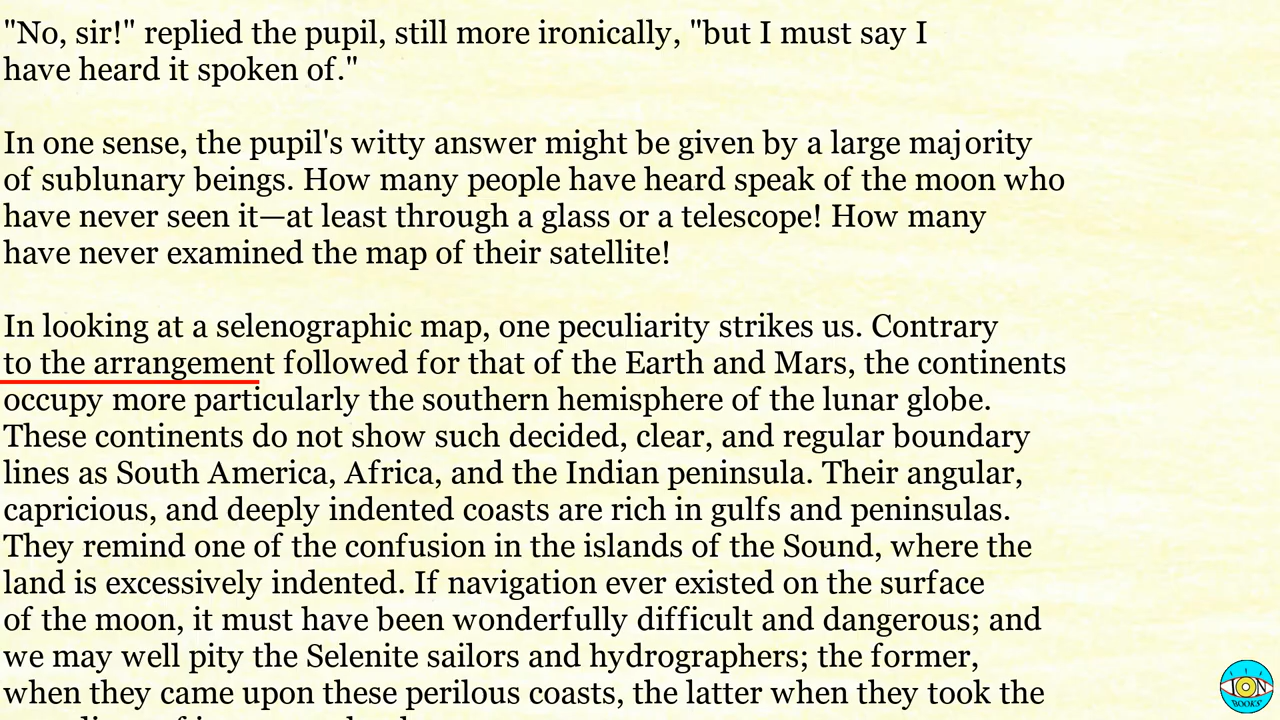 "No, sir!" replied the pupil, still more ironically, "but I must say I
have heard it spoken of."
In one sense, the pupil's witty answer might be given by a large majority
of sublunary beings. How many people have heard speak of the moon who
have never seen it—at least through a glass or a telescope! How many
have never examined the map of their satellite!
In looking at a selenographic map, one peculiarity strikes us. Contrary
to the arrangement followed for that of the Earth and Mars, the continents
occupy more particularly the southern hemisphere of the lunar globe.
These continents do not show such decided, clear, and regular boundary
lines as South America, Africa, and the Indian peninsula. Their angular,
capricious, and deeply indented coasts are rich in gulfs and peninsulas.
They remind one of the confusion in the islands of the Sound, where the
land is excessively indented. If navigation ever existed on the surface
of the moon, it must have been wonderfully difficult and dangerous; and
we may well pity the Selenite sailors and hydrographers; the former,
when they came upon these perilous coasts, the latter when they took the
ION
BOOKS